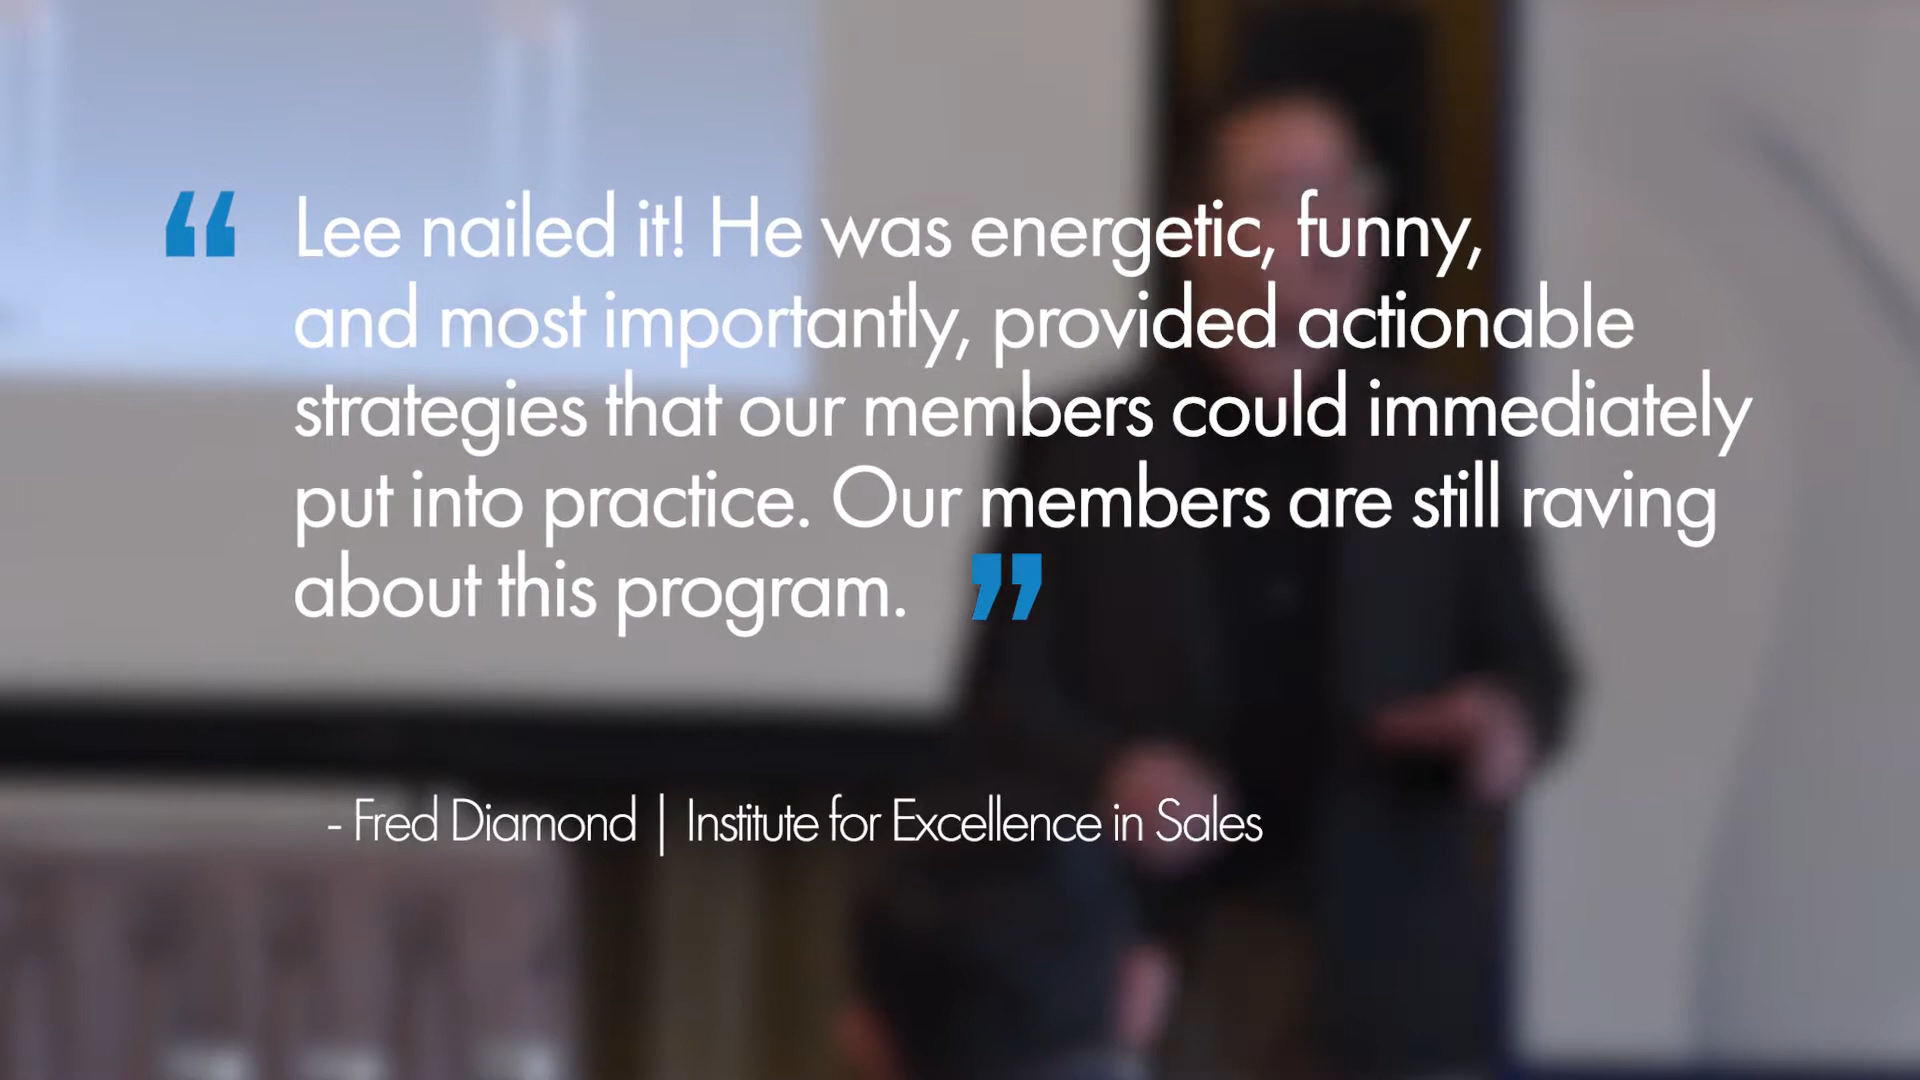 “ Lee nailed it! He was energetic, funny,
and most importantly, provided actionable
strategies that our members could immediately
put into practice. Our members are still raving
about this program. ”
- Fred Diamond | Institute for Excellence in Sales